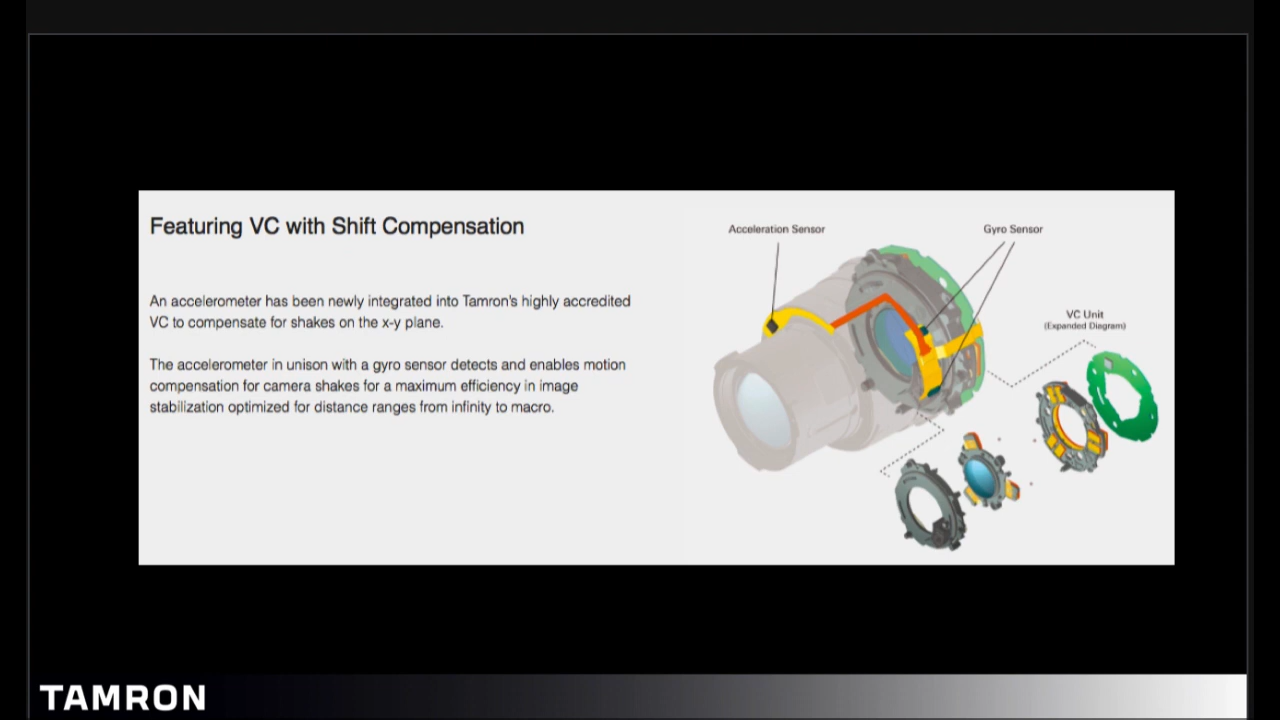 Featuring VC with Shift Compensation
An accelerometer has been newly integrated into Tamron's highly accredited
VC to compensate for shakes on the x-y plane.
The accelerometer in unison with a gyro sensor detects and enables motion
compensation for camera shakes for a maximum efficiency in image
stabilization optimized for distance ranges from infinity to macro.
Acceleration Sensor
Gyro Sensor
VC Unit
(Expanded Diagram)
TAMRON